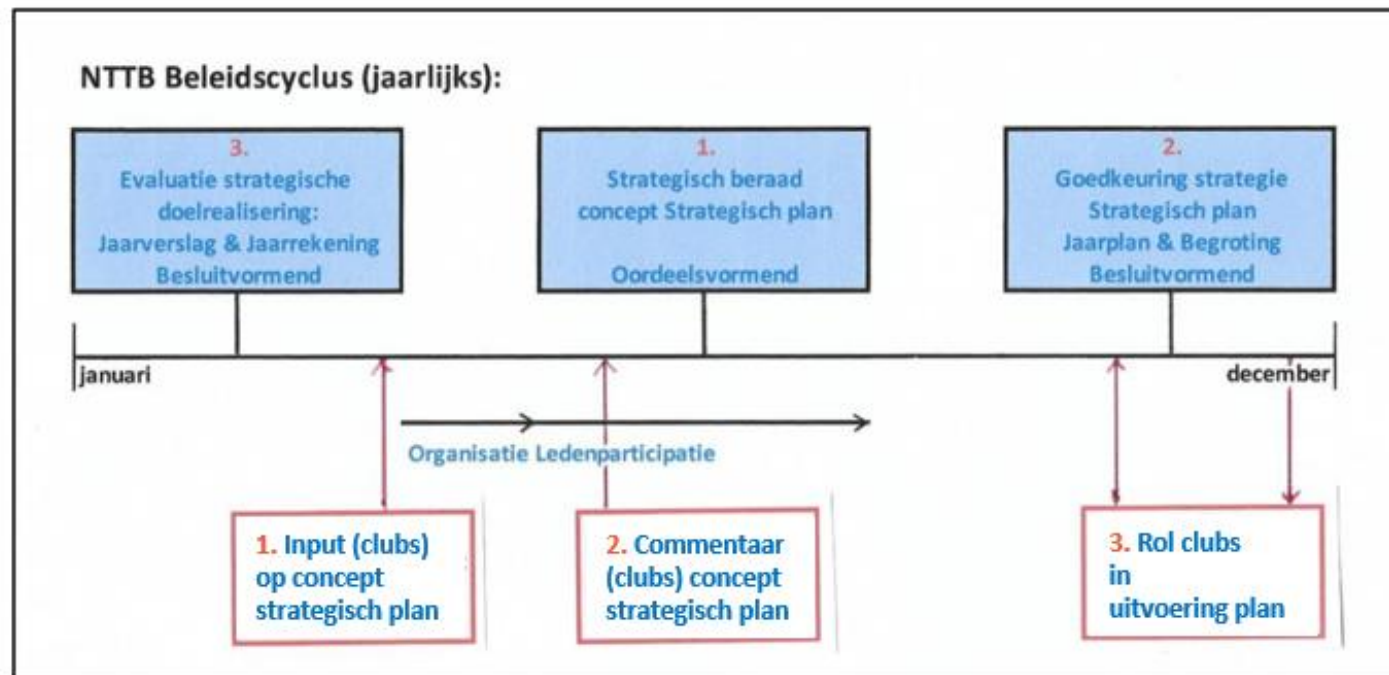 NTTB Beleidscyclus (jaarlijks):
3.
Evaluatie strategische
doelrealisering:
Jaarverslag & Jaarrekening
Besluitvormend
1.
Strategisch beraad
concept Strategisch plan
Oordeelsvormend
2.
Goedkeuring strategie
Strategisch plan
Jaarplan & Begroting
Besluitvormend
januari
december
Organisatie Ledenparticipatie
1. Input (clubs)
op concept
strategisch plan
2. Commentaar
(clubs) concept
strategisch plan
3. Rol clubs
in
uitvoering plan